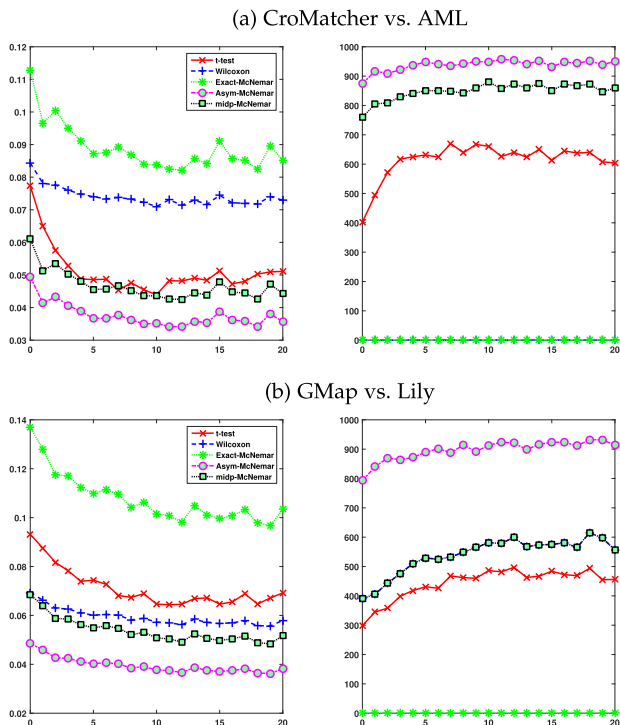 (a) CroMatcher vs. AML
0.12
0.11
0.1
0.09
0.08
0.07
0.06
0.05
0.04
0.03
0 5 10 15 20
t-test
Wilcoxon
Exact-McNemar
Asym-McNemar
midp-McNemar
1000
900
800
700
600
500
400
300
200
100
0
0 5 10 15 20
(b) GMap vs. Lily
0.14
0.12
0.1
0.08
0.06
0.04
0.02
0 5 10 15 20
t-test
Wilcoxon
Exact-McNemar
Asym-McNemar
midp-McNemar
1000
900
800
700
600
500
400
300
200
100
0
0 5 10 15 20